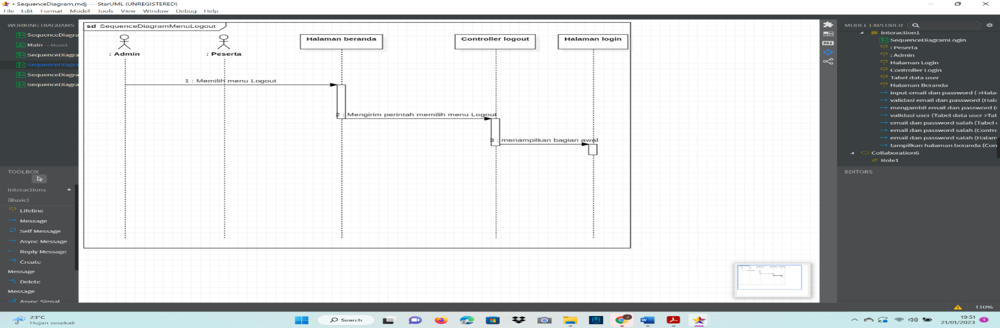 SequenceDiagram.mdj — StarUML (UNREGISTERED)
File Edit Format Model Tools View Window Debug Help
WORKING DIAGRAMS
SequenceDiagra
Main — Model
SequenceDiagra
SequenceDiagra
SequenceDiagra
SequenceDiagra
TOOLBOX
Interactions
(Basic)
Lifeline
Message
Self Message
Async Message
Reply Message
Create
Message
Delete
Message
Async Signal
sd SequenceDiagramMenuLogout
: Admin
: Peserta
Halaman beranda
Controller logout
Halaman login
1 : Memilih menu Logout
2 : Mengirim perintah memilih menu Logout
3 : menampilkan bagian awal
MODEL EXPLORER
Interaction1
SequenceDiagramLogin
: Peserta
: Admin
Halaman Login
Controller Login
Tabel data user
Halaman Beranda
input email dan password (→Hala
validasi email dan password (Hala
mengambil email dan password (
validasi user (Tabel data user→Tal
email dan password salah (Tabel
email dan password salah (Contro
email dan password salah (Halam
tampilkan halaman beranda (Con
Collaboration6
Role1
EDITORS
110%
23°C
Hujan sesekali
Search
19:51
21/01/2023
1